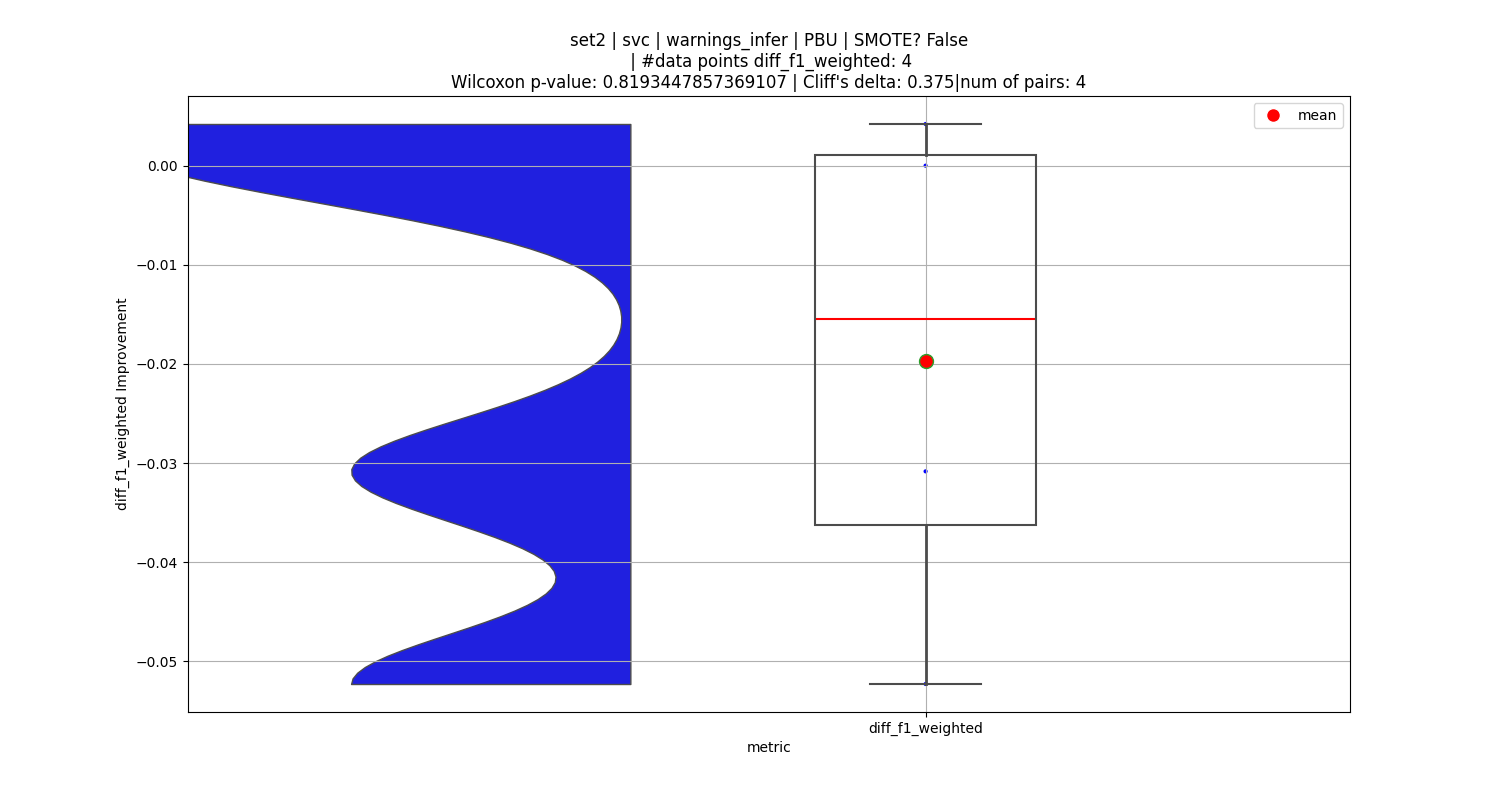 set2 | svc | warnings_infer | PBU | SMOTE? False
| #data points diff_f1_weighted: 4
Wilcoxon p-value: 0.8193447857369107 | Cliff's delta: 0.375|num of pairs: 4
mean
0.00
−0.01
−0.02
−0.03
−0.04
−0.05
diff_f1_weighted Improvement
diff_f1_weighted
metric